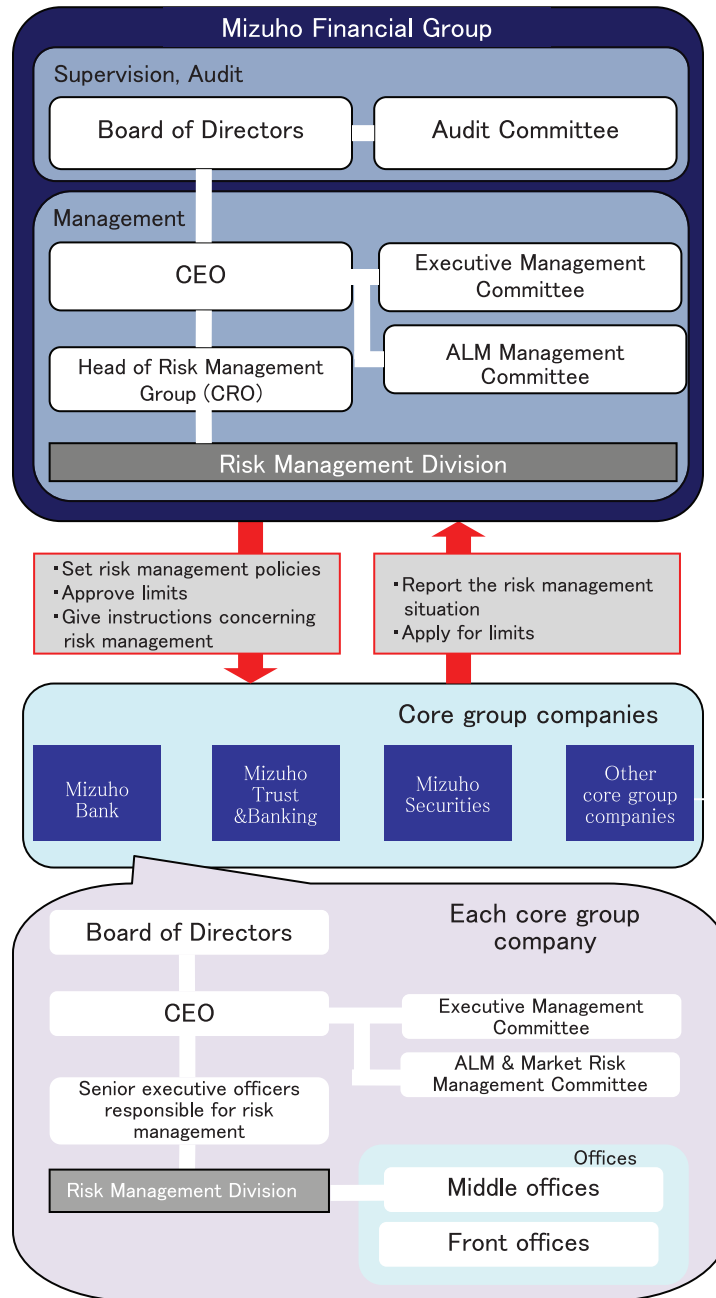 Mizuho Financial Group
Supervision, Audit
Board of Directors
Audit Committee
Management
CEO
Executive Management
Committee
Head of Risk Management
Group (CRO)
ALM Management
Committee
Risk Management Division
・Set risk management policies
・Approve limits
・Give instructions concerning
risk management
・Report the risk management
situation
・Apply for limits
Core group companies
Mizuho
Bank
Mizuho
Trust
&Banking
Mizuho
Securities
Other
core group
companies
Each core group
company
Board of Directors
CEO
Executive Management
Committee
ALM & Market Risk
Management Committee
Senior executive officers
responsible for risk
management
Risk Management Division
Offices
Middle offices
Front offices